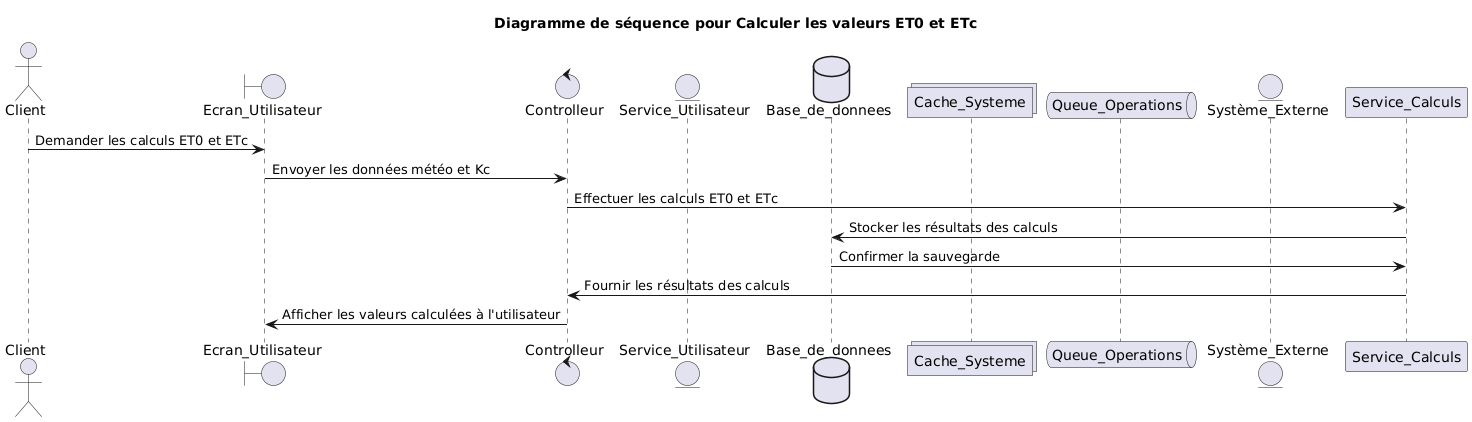 Diagramme de séquence pour Calculer les valeurs ET0 et ETc
Client
Ecran_Utilisateur
Controlleur
Service_Utilisateur
Base_de_donnees
Cache_Systeme
Queue_Operations
Système_Externe
Service_Calculs
Demander les calculs ET0 et ETc
Envoyer les données météo et Kc
Effectuer les calculs ET0 et ETc
Stocker les résultats des calculs
Confirmer la sauvegarde
Fournir les résultats des calculs
Afficher les valeurs calculées à l'utilisateur
Client
Ecran_Utilisateur
Controlleur
Service_Utilisateur
Base_de_donnees
Cache_Systeme
Queue_Operations
Système_Externe
Service_Calculs